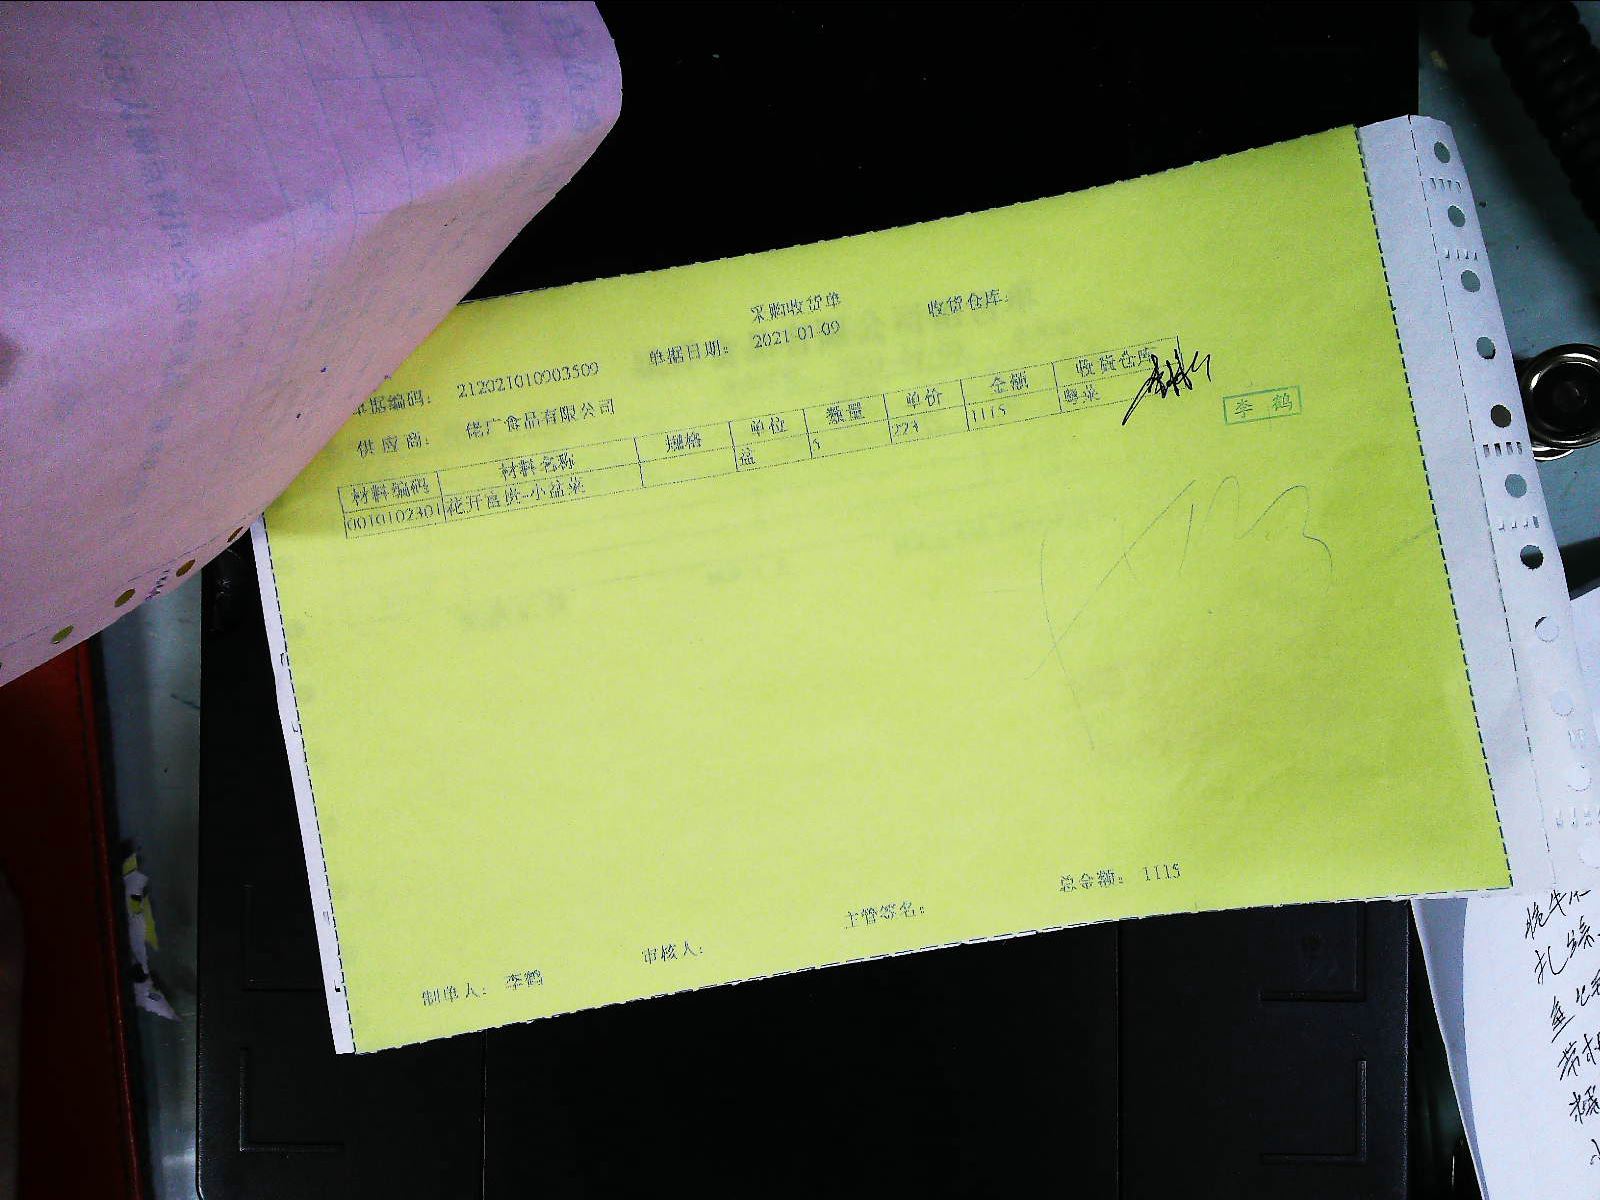 采购收货单
单据编码： 212021010903509 单据日期： 2021-01-09 收货仓库：
供应商： 佬广食品有限公司
材料编码 材料名称 规格 单位 数量 单价 金额 收货仓库
0010102301 花开富贵-小盆菜 盆 5 223 1115 粤菜
李鹤
总金额： 1115
制单人： 李鹤 审核人： 主管签名：